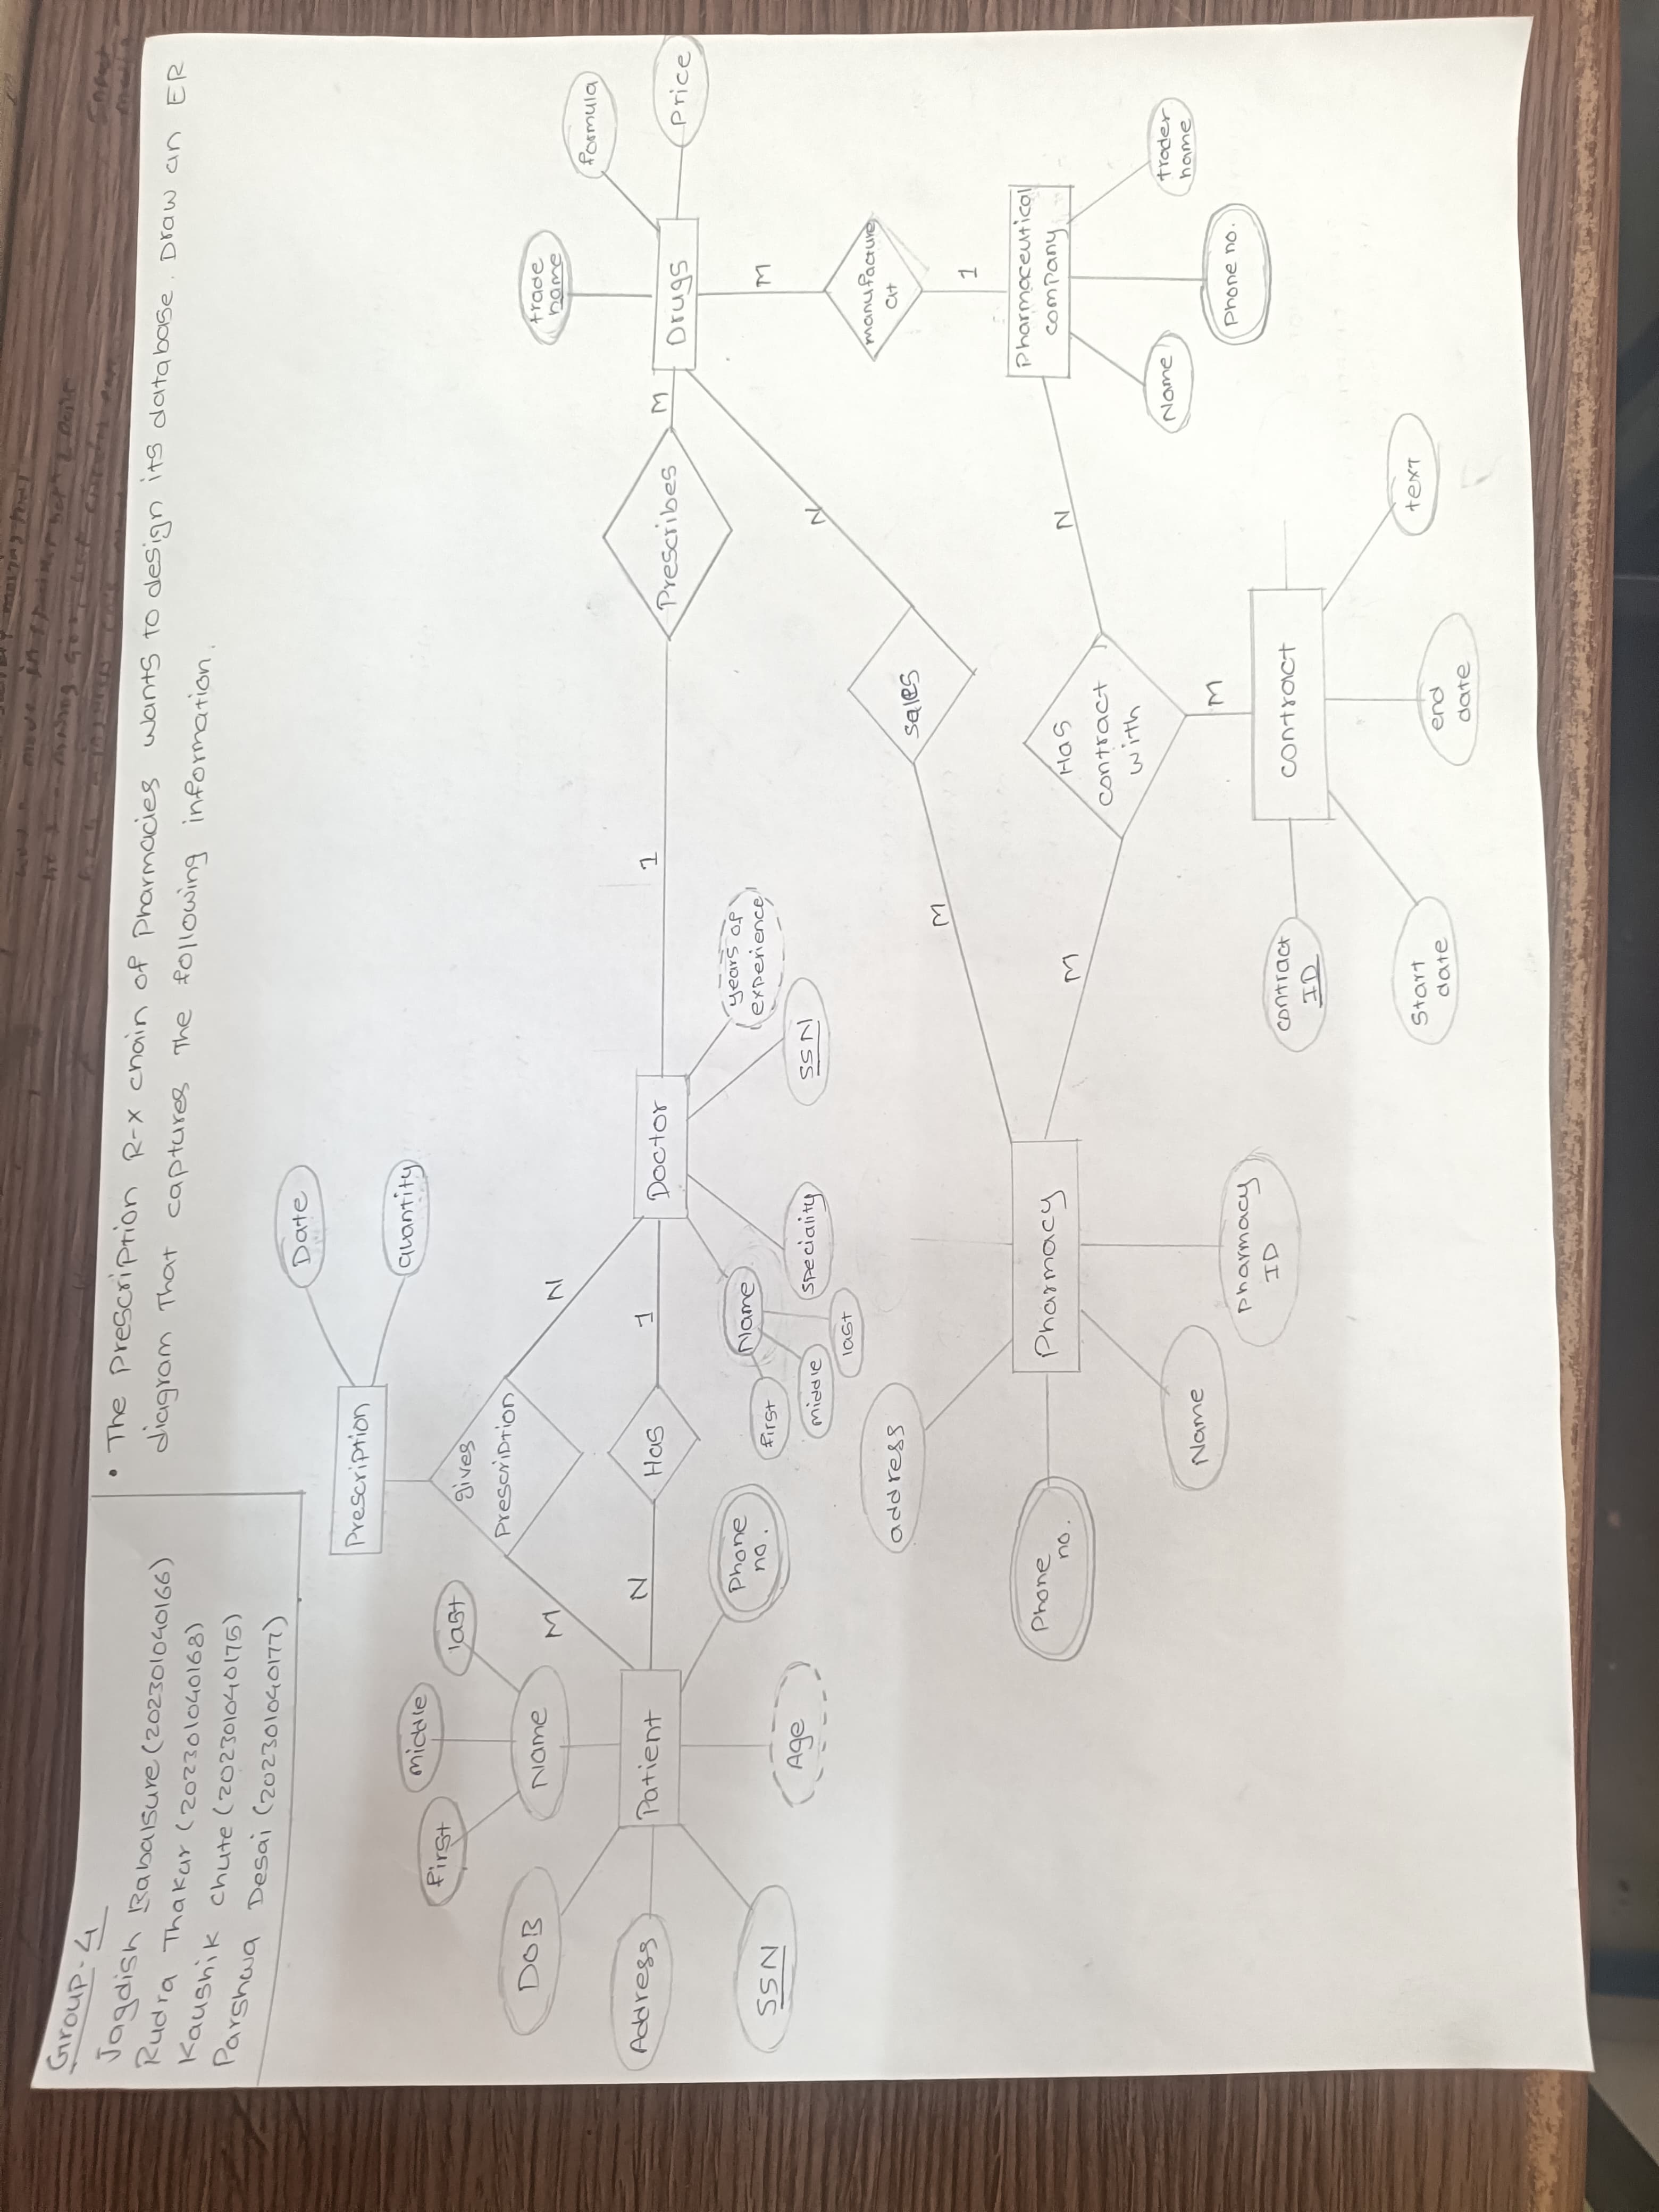 Group-4
Jagdish Rabalsure (202301040166)
Rudra Thakur (202301040168)
Kaushik chute (202301040175)
Parshwa Desai (202301040177)
• The Prescription R-X chain of Pharmacies wants to design its database. Draw an ER
diagram That captures The following information.
Prescription
Date
quantity
gives
Prescription
M
N
first
middle
last
Name
DOB
Address
SSN
Patient
Age
Phone
no.
N
Has
1
Doctor
Name
first
middle
last
speciality
SSN
years of
experience
1
Prescribes
M
Drugs
trade
name
formula
Price
M
manufacture
at
1
Pharmaceutical
company
Name
Phone no.
trader
name
N
sales
M
N
Has
contract
with
M
M
contract
contract
ID
Start
date
end
date
text
Pharmacy
address
Phone
no.
Name
Pharmacy
ID